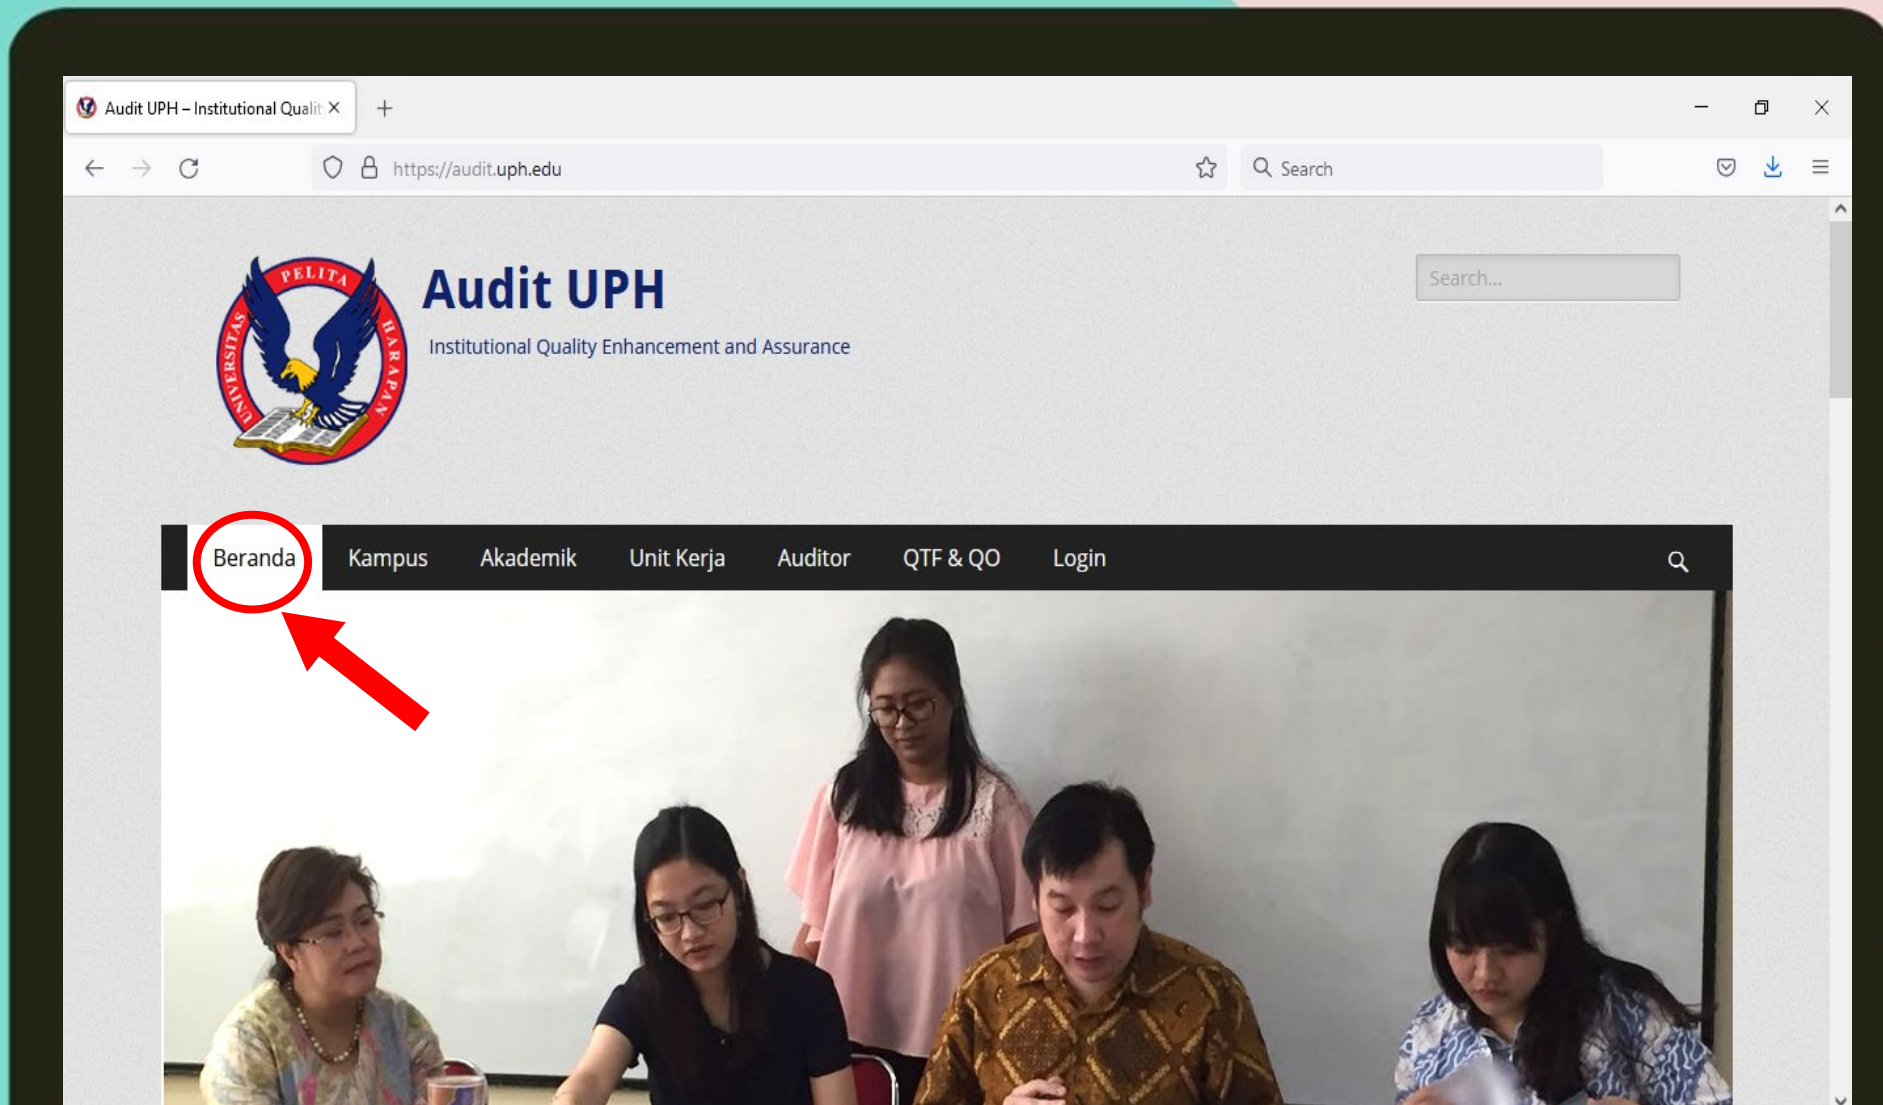 Audit UPH – Institutional Qualit
https://audit.uph.edu
Search
UNIVERSITAS PELITA HARAPAN
Audit UPH
Institutional Quality Enhancement and Assurance
Search...
Beranda Kampus Akademik Unit Kerja Auditor QTF & QO Login